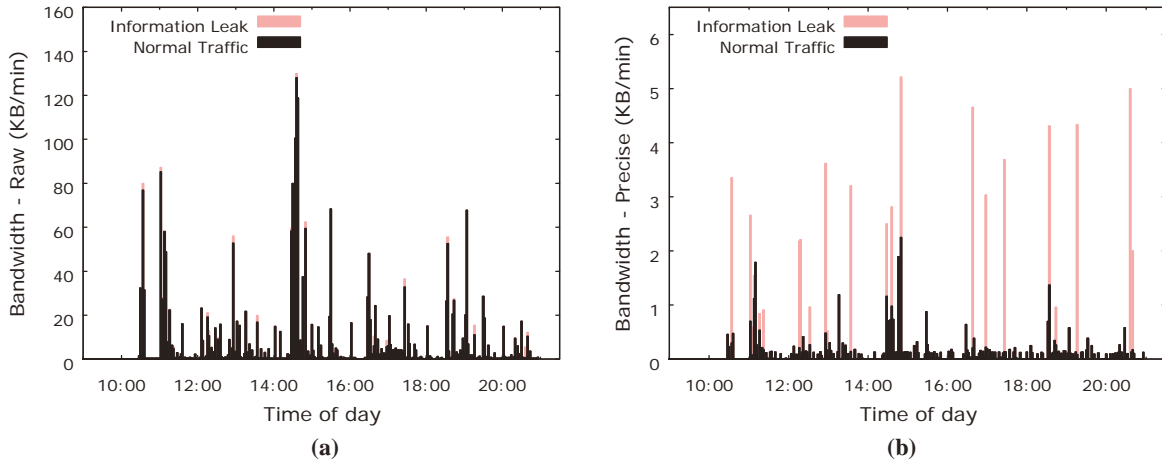 Bandwidth - Raw (KB/min)
160
140
120
100
80
60
40
20
0
Information Leak
Normal Traffic
10:00 12:00 14:00 16:00 18:00 20:00
Time of day
(a)
Bandwidth - Precise (KB/min)
6
5
4
3
2
1
0
Information Leak
Normal Traffic
10:00 12:00 14:00 16:00 18:00 20:00
Time of day
(b)